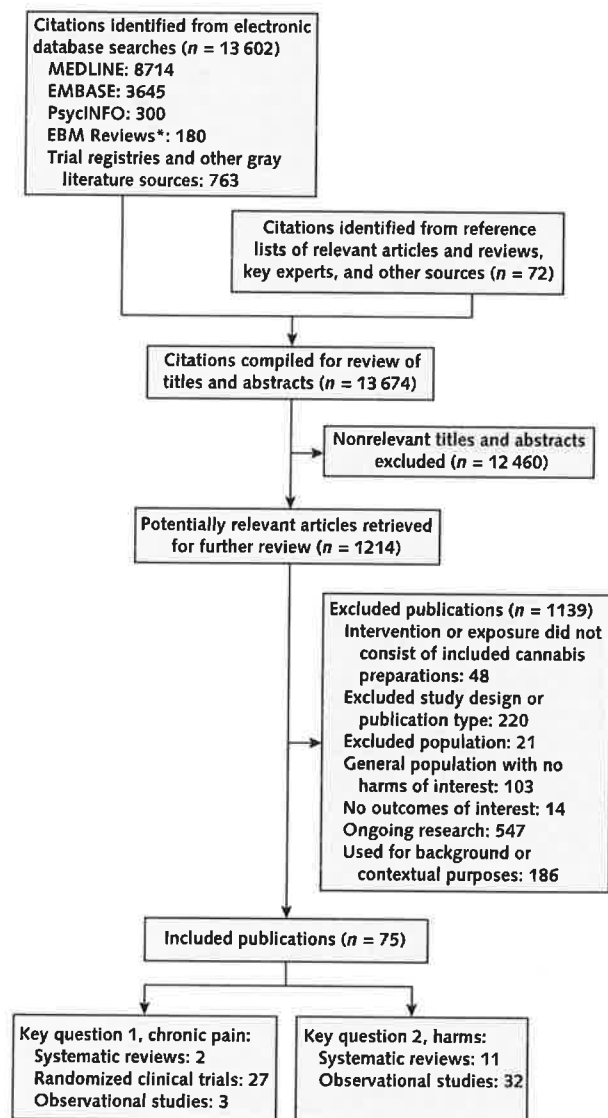 Citations identified from electronic
database searches (n = 13 602)
MEDLINE: 8714
EMBASE: 3645
PsycINFO: 300
EBM Reviews*: 180
Trial registries and other gray
literature sources: 763
Citations identified from reference
lists of relevant articles and reviews,
key experts, and other sources (n = 72)
Citations compiled for review of
titles and abstracts (n = 13 674)
Nonrelevant titles and abstracts
excluded (n = 12 460)
Potentially relevant articles retrieved
for further review (n = 1214)
Excluded publications (n = 1139)
Intervention or exposure did not
consist of included cannabis
preparations: 48
Excluded study design or
publication type: 220
Excluded population: 21
General population with no
harms of interest: 103
No outcomes of interest: 14
Ongoing research: 547
Used for background or
contextual purposes: 186
Included publications (n = 75)
Key question 1, chronic pain:
Systematic reviews: 2
Randomized clinical trials: 27
Observational studies: 3
Key question 2, harms:
Systematic reviews: 11
Observational studies: 32